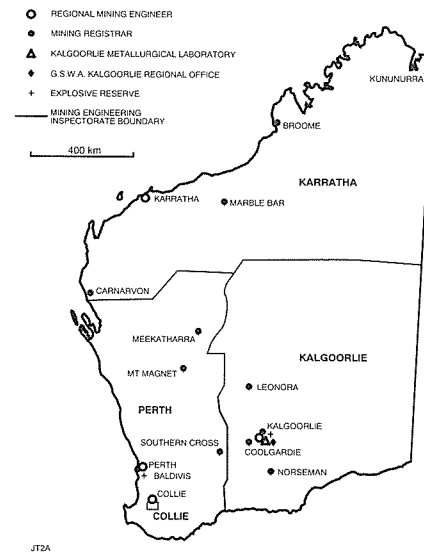 REGIONAL MINING ENGINEER
MINING REGISTRAR
KALGOORLIE METALLURGICAL LABORATORY
G.S.W.A. KALGOORLIE REGIONAL OFFICE
EXPLOSIVE RESERVE
MINING ENGINEERING
INSPECTORATE BOUNDARY
400 km
KUNUNURRA
BROOME
KARRATHA
KARRATHA
MARBLE BAR
CARNARVON
MEEKATHARRA
KALGOORLIE
MT MAGNET
LEONORA
PERTH
KALGOORLIE
SOUTHERN CROSS
COOLGARDIE
PERTH
BALDIVIS
NORSEMAN
COLLIE
COLLIE
JT2A